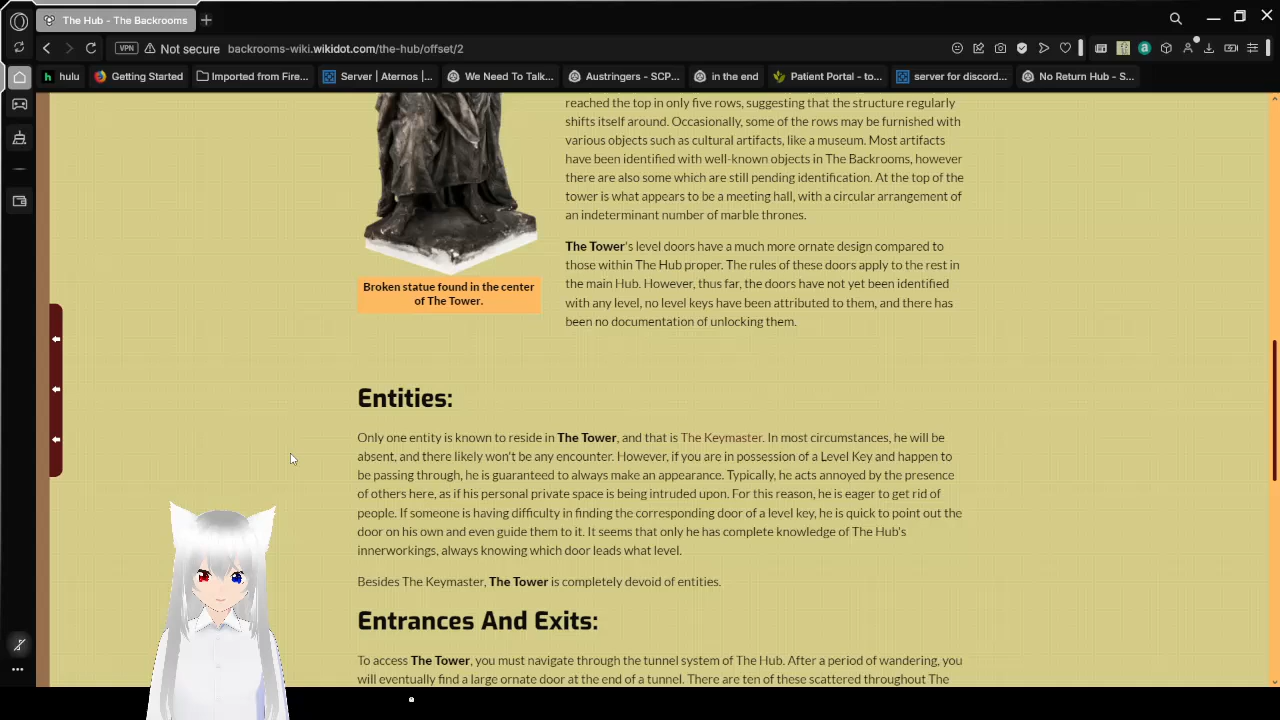 The Hub - The Backrooms
VPN
Not secure
backrooms-wiki.wikidot.com/the-hub/offset/2
hulu
Getting Started
Imported from Fire...
Server | Aternos |...
We Need To Talk...
Austringers - SCP...
in the end
Patient Portal - to...
server for discord...
No Return Hub - S...
reached the top in only five rows, suggesting that the structure regularly
shifts itself around. Occasionally, some of the rows may be furnished with
various objects such as cultural artifacts, like a museum. Most artifacts
have been identified with well-known objects in The Backrooms, however
there are also some which are still pending identification. At the top of the
tower is what appears to be a meeting hall, with a circular arrangement of
an indeterminant number of marble thrones.
Broken statue found in the center
of The Tower.
The Tower's level doors have a much more ornate design compared to
those within The Hub proper. The rules of these doors apply to the rest in
the main Hub. However, thus far, the doors have not yet been identified
with any level, no level keys have been attributed to them, and there has
been no documentation of unlocking them.
Entities:
Only one entity is known to reside in The Tower, and that is The Keymaster. In most circumstances, he will be
absent, and there likely won't be any encounter. However, if you are in possession of a Level Key and happen to
be passing through, he is guaranteed to always make an appearance. Typically, he acts annoyed by the presence
of others here, as if his personal private space is being intruded upon. For this reason, he is eager to get rid of
people. If someone is having difficulty in finding the corresponding door of a level key, he is quick to point out the
door on his own and even guide them to it. It seems that only he has complete knowledge of The Hub's
innerworkings, always knowing which door leads what level.
Besides The Keymaster, The Tower is completely devoid of entities.
Entrances And Exits:
To access The Tower, you must navigate through the tunnel system of The Hub. After a period of wandering, you
will eventually find a large ornate door at the end of a tunnel. There are ten of these scattered throughout The